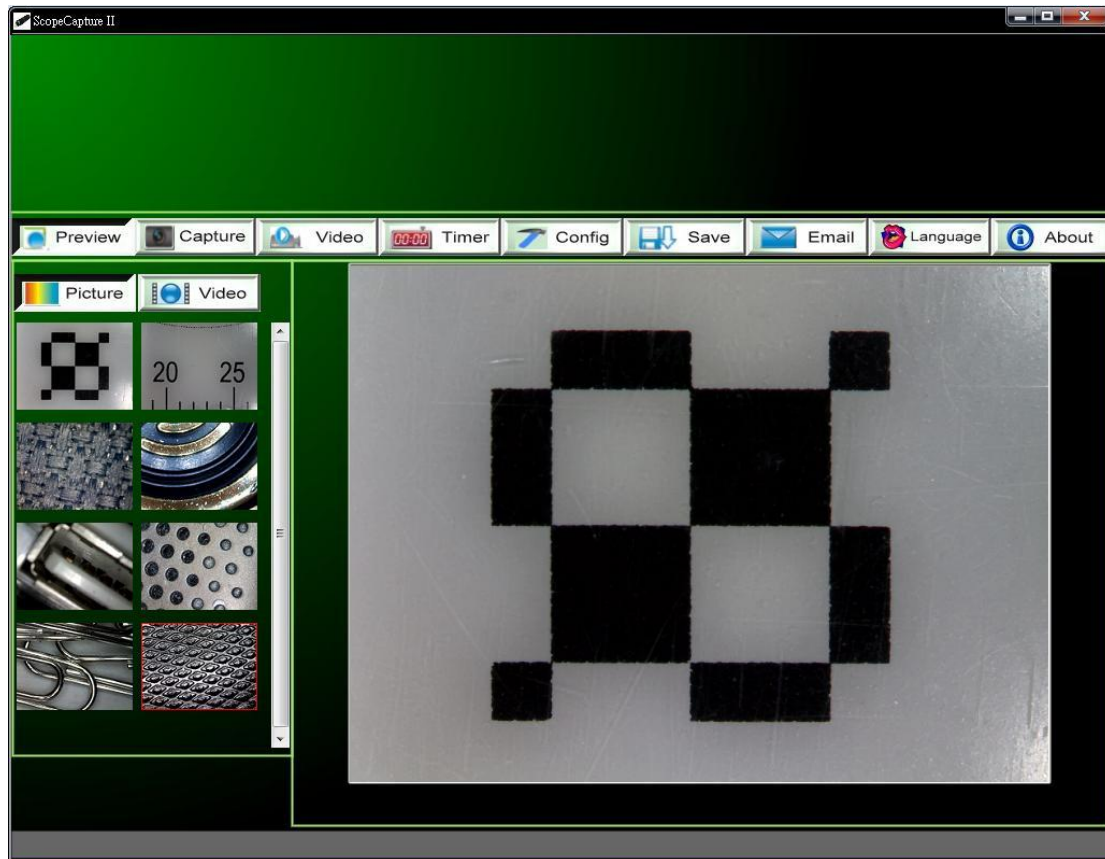 ScopeCapture II
Preview Capture Video 00:00 Timer Config Save Email Language About
Picture Video
20 25